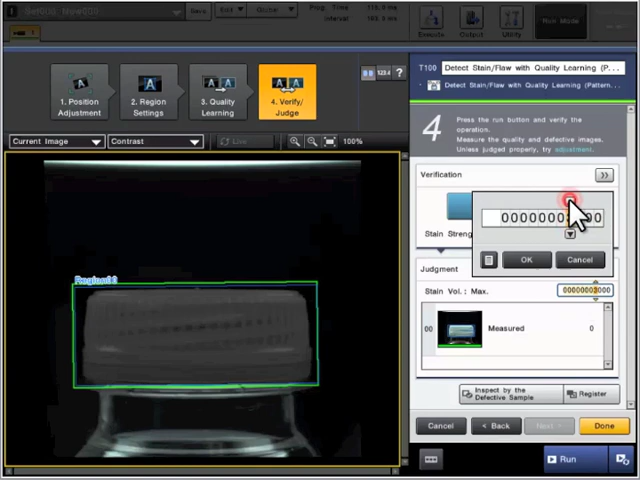 Save
Edit
Global
Prog. Time
Interval
Execute
Output
Utility
Run Mode
1. Position
Adjustment
2. Region
Settings
3. Quality
Learning
4. Verify/
Judge
123.4
?
T100
Detect Stain/Flaw with Quality Learning (P...
Detect Stain/Flaw with Quality Learning (Pattern...
Current Image
Contrast
Live
100%
4
Press the run button and verify the
operation.
Measure the quality and defective images.
Unless judged properly, try adjustment.
Verification
Stain Streng
OK
Cancel
Judgment
Stain Vol.: Max.
00
Measured
0
Inspect by the
Defective Sample
Register
Cancel
< Back
Next >
Done
Run